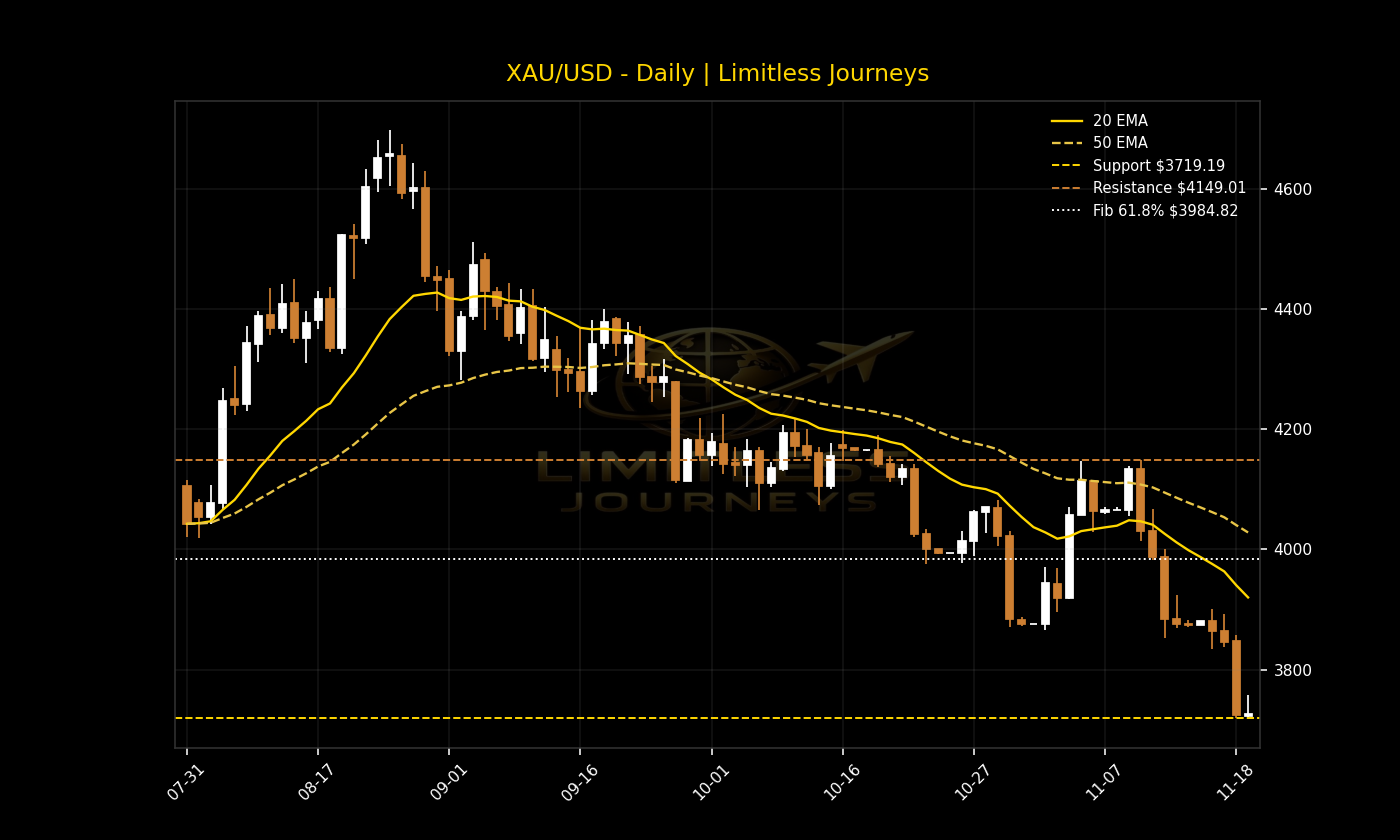 XAU/USD - Daily | Limitless Journeys
20 EMA
50 EMA
Support $3719.19
Resistance $4149.01
Fib 61.8% $3984.82
4600
4400
4200
4000
3800
LIMITLESS
JOURNEYS
07-31
08-17
09-01
09-16
10-01
10-16
10-27
11-07
11-18